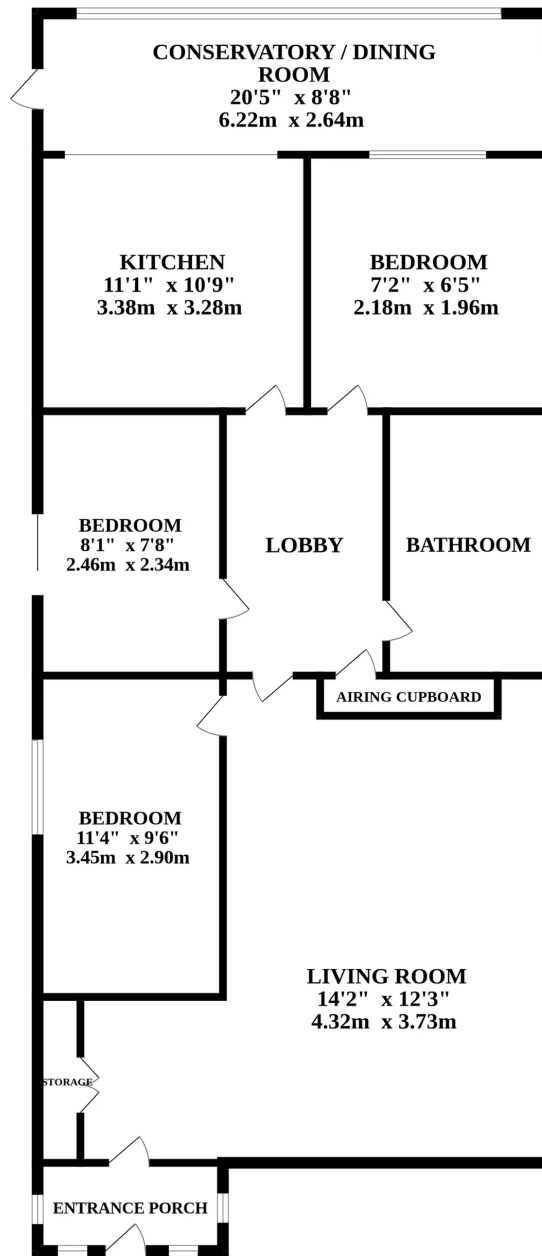 CONSERVATORY / DINING
ROOM
20'5" x 8'8"
6.22m x 2.64m
KITCHEN
11'1" x 10'9"
3.38m x 3.28m
BEDROOM
7'2" x 6'5"
2.18m x 1.96m
BEDROOM
8'1" x 7'8"
2.46m x 2.34m
LOBBY
BATHROOM
AIRING CUPBOARD
BEDROOM
11'4" x 9'6"
3.45m x 2.90m
LIVING ROOM
14'2" x 12'3"
4.32m x 3.73m
STORAGE
ENTRANCE PORCH